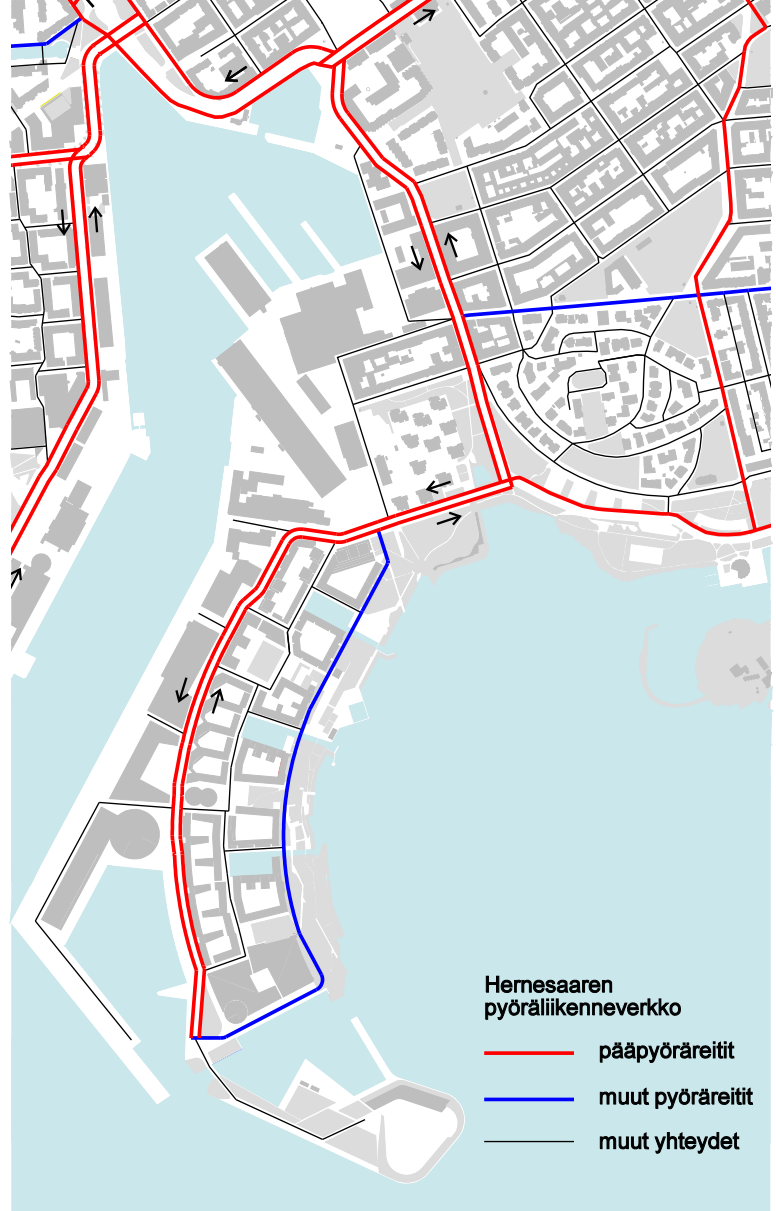 Hernesaaren
pyöräliikenneverkko
pääpyöräreitit
muut pyöräreitit
muut yhteydet